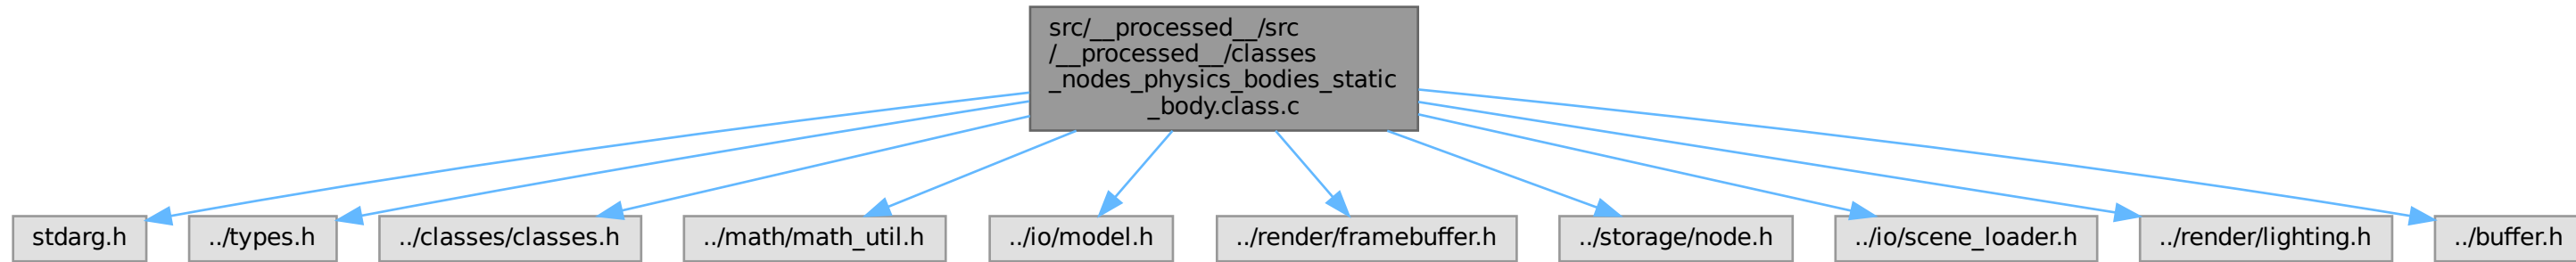 src/__processed__/src
/__processed__/classes
_nodes_physics_bodies_static
_body.class.c
stdarg.h
../types.h
../classes/classes.h
../math/math_util.h
../io/model.h
../render/framebuffer.h
../storage/node.h
../io/scene_loader.h
../render/lighting.h
../buffer.h